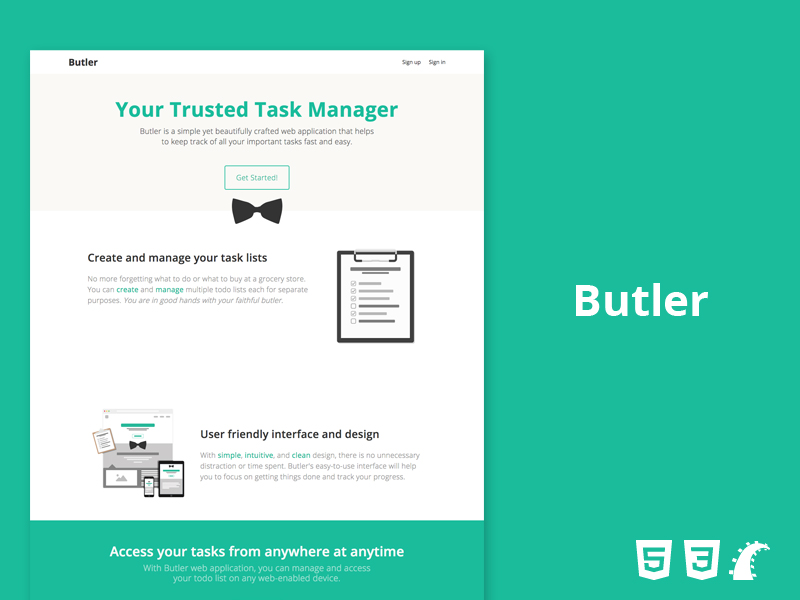 Butler
Sign up Sign in
Your Trusted Task Manager
Butler is a simple yet beautifully crafted web application that helps
to keep track of all your important tasks fast and easy.
Get Started!
Create and manage your task lists
No more forgetting what to do or what to buy at a grocery store.
You can create and manage multiple todo lists each for separate
purposes. You are in good hands with your faithful butler.
Butler
User friendly interface and design
With simple, intuitive, and clean design, there is no unnecessary
distraction or time spent. Butler's easy-to-use interface will help
you to focus on getting things done and track your progress.
Access your tasks from anywhere at anytime
With Butler web application, you can manage and access
your todo list on any web-enabled device.
5 3